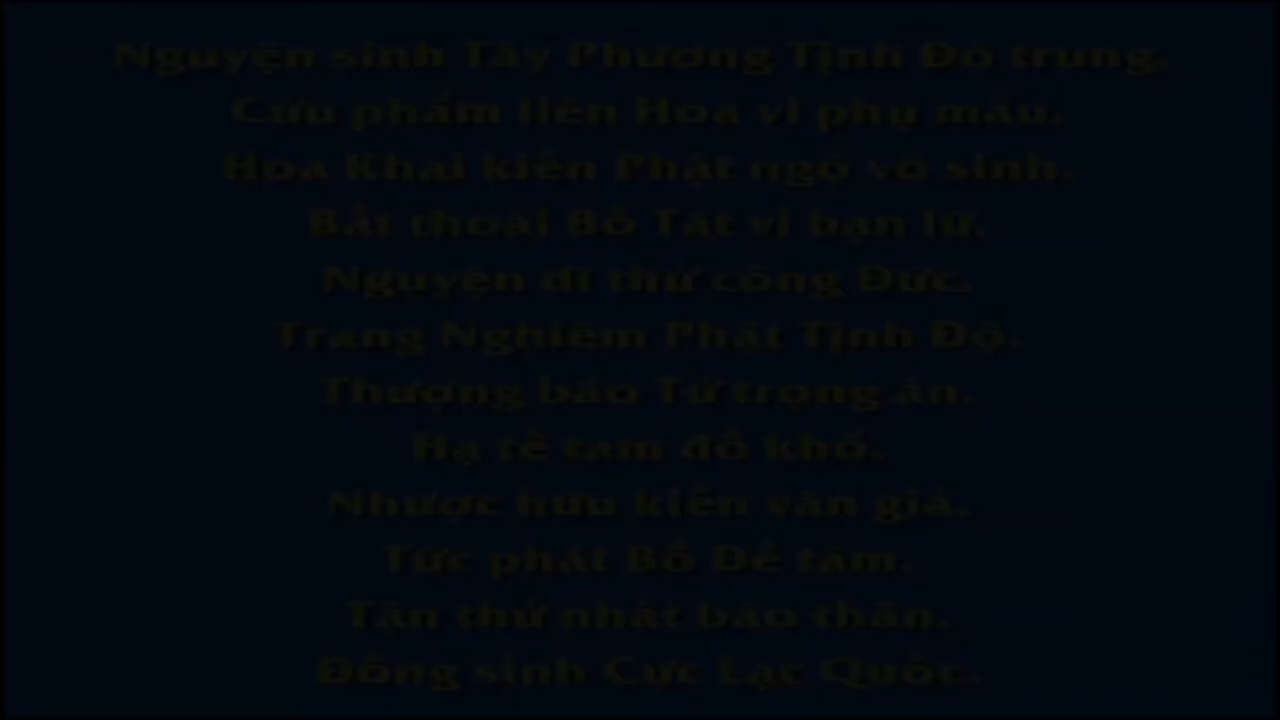 Nguyện sinh Tây Phương Tịnh Độ trung.
Cửu phẩm liên Hoa vi phụ mẫu.
Hoa Khai kiến Phật ngộ vô sinh.
Bất thoái Bồ Tát vi bạn lữ.
Nguyện dĩ thử công Đức.
Trang Nghiêm Phật Tịnh Độ.
Thượng báo Tứ trọng ân.
Hạ tế tam đồ khổ.
Nhược hữu kiến văn giả.
Tức phát Bồ Đề tâm.
Tận thử nhất báo thân.
Đồng sinh Cực Lạc Quốc.